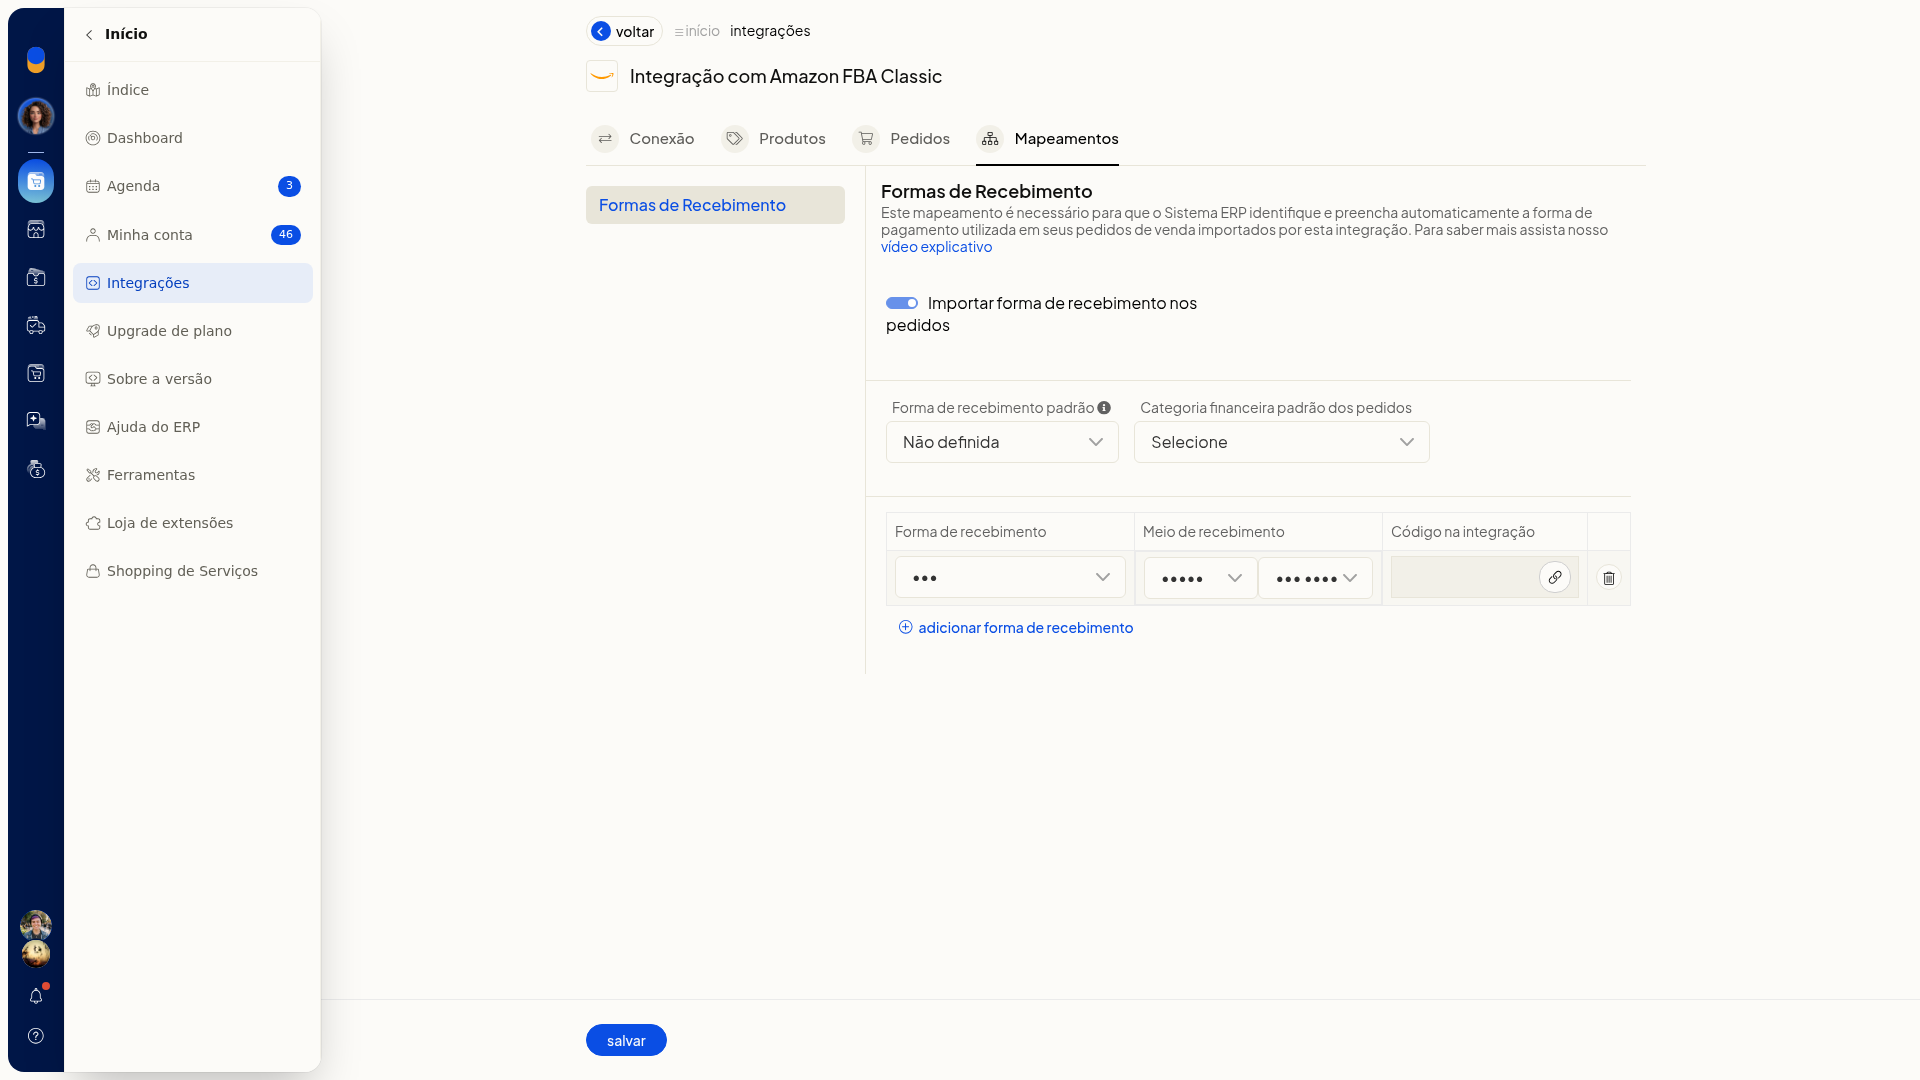 Início
Índice
Dashboard
Agenda
3
Minha conta
46
Integrações
Upgrade de plano
Sobre a versão
Ajuda do ERP
Ferramentas
Loja de extensões
Shopping de Serviços
voltar
início
integrações
Integração com Amazon FBA Classic
Conexão
Produtos
Pedidos
Mapeamentos
Formas de Recebimento
Formas de Recebimento
Este mapeamento é necessário para que o Sistema ERP identifique e preencha automaticamente a forma de
pagamento utilizada em seus pedidos de venda importados por esta integração. Para saber mais assista nosso
vídeo explicativo
Importar forma de recebimento nos
pedidos
Forma de recebimento padrão
Categoria financeira padrão dos pedidos
Não definida
Selecione
Forma de recebimento
Meio de recebimento
Código na integração
•••
•••••
••• ••••
adicionar forma de recebimento
salvar